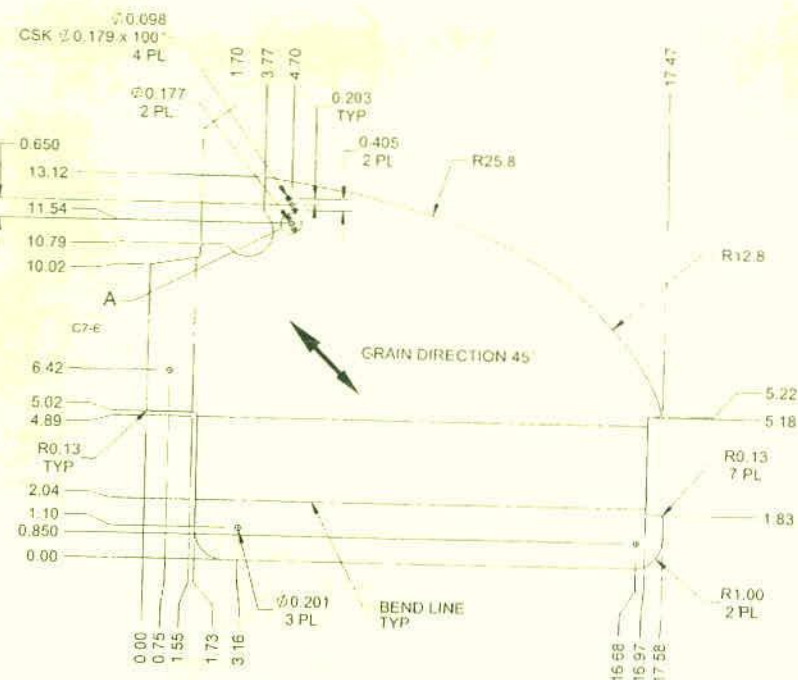 ∅0.098
CSK ∅0.179 x 100°
4 PL
∅0.177
2 PL
1.70
3.77
4.70
17.47
0.203
TYP
0.405
2 PL
0.650
13.12
11.54
10.79
10.02
R25.8
R12.8
A
C7-E
GRAIN DIRECTION 45°
6.42
5.02
4.89
R0.13
TYP
2.04
1.10
0.850
0.00
5.22
5.18
R0.13
7 PL
1.83
∅0.201
3 PL
BEND LINE
TYP
R1.00
2 PL
0.00
0.75
1.55
1.73
3.16
16.68
16.97
17.58